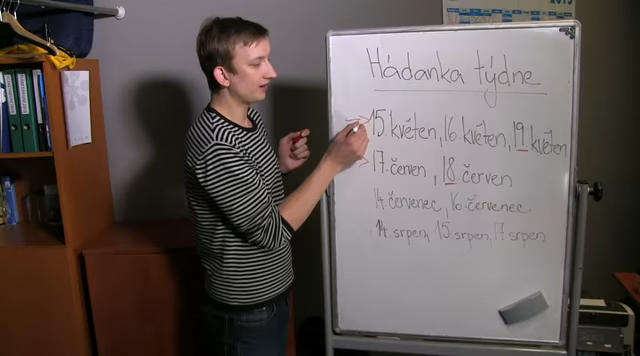 Hádanka týdne
15 květen, 16. květen, 19. květen
17. červen, 18. červen
14. červenec, 16. červenec
14. srpen, 15. srpen, 17. srpen